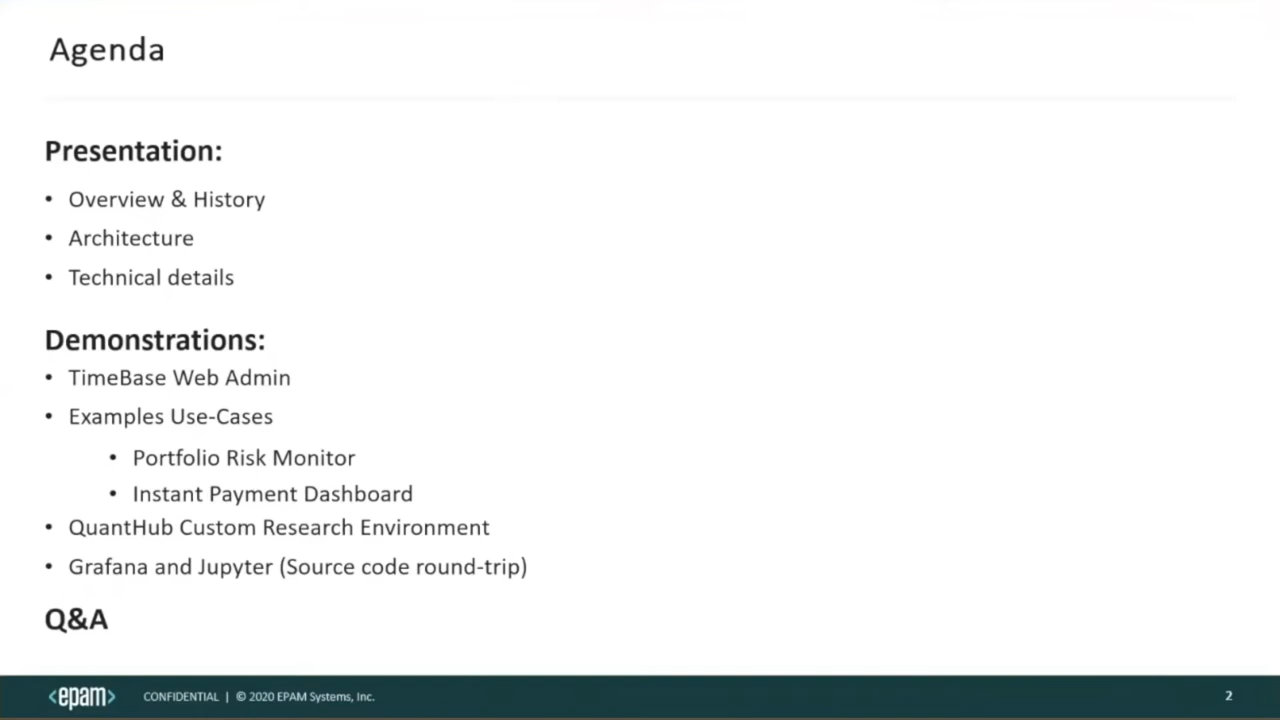 Agenda
Presentation:
• Overview & History
• Architecture
• Technical details
Demonstrations:
• TimeBase Web Admin
• Examples Use-Cases
• Portfolio Risk Monitor
• Instant Payment Dashboard
• QuantHub Custom Research Environment
• Grafana and Jupyter (Source code round-trip)
Q&A
<epam> CONFIDENTIAL | © 2020 EPAM Systems, Inc. 2